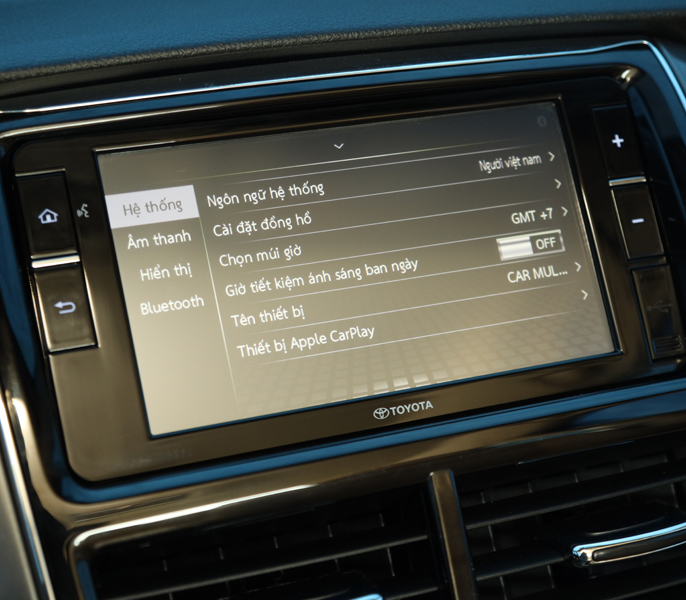 Hệ thống
Âm thanh
Hiển thị
Bluetooth
Ngôn ngữ hệ thống
Người việt nam
Cài đặt đồng hồ
Chọn múi giờ
GMT +7
Giờ tiết kiệm ánh sáng ban ngày
OFF
Tên thiết bị
CAR MUL...
Thiết bị Apple CarPlay
+
-
TOYOTA